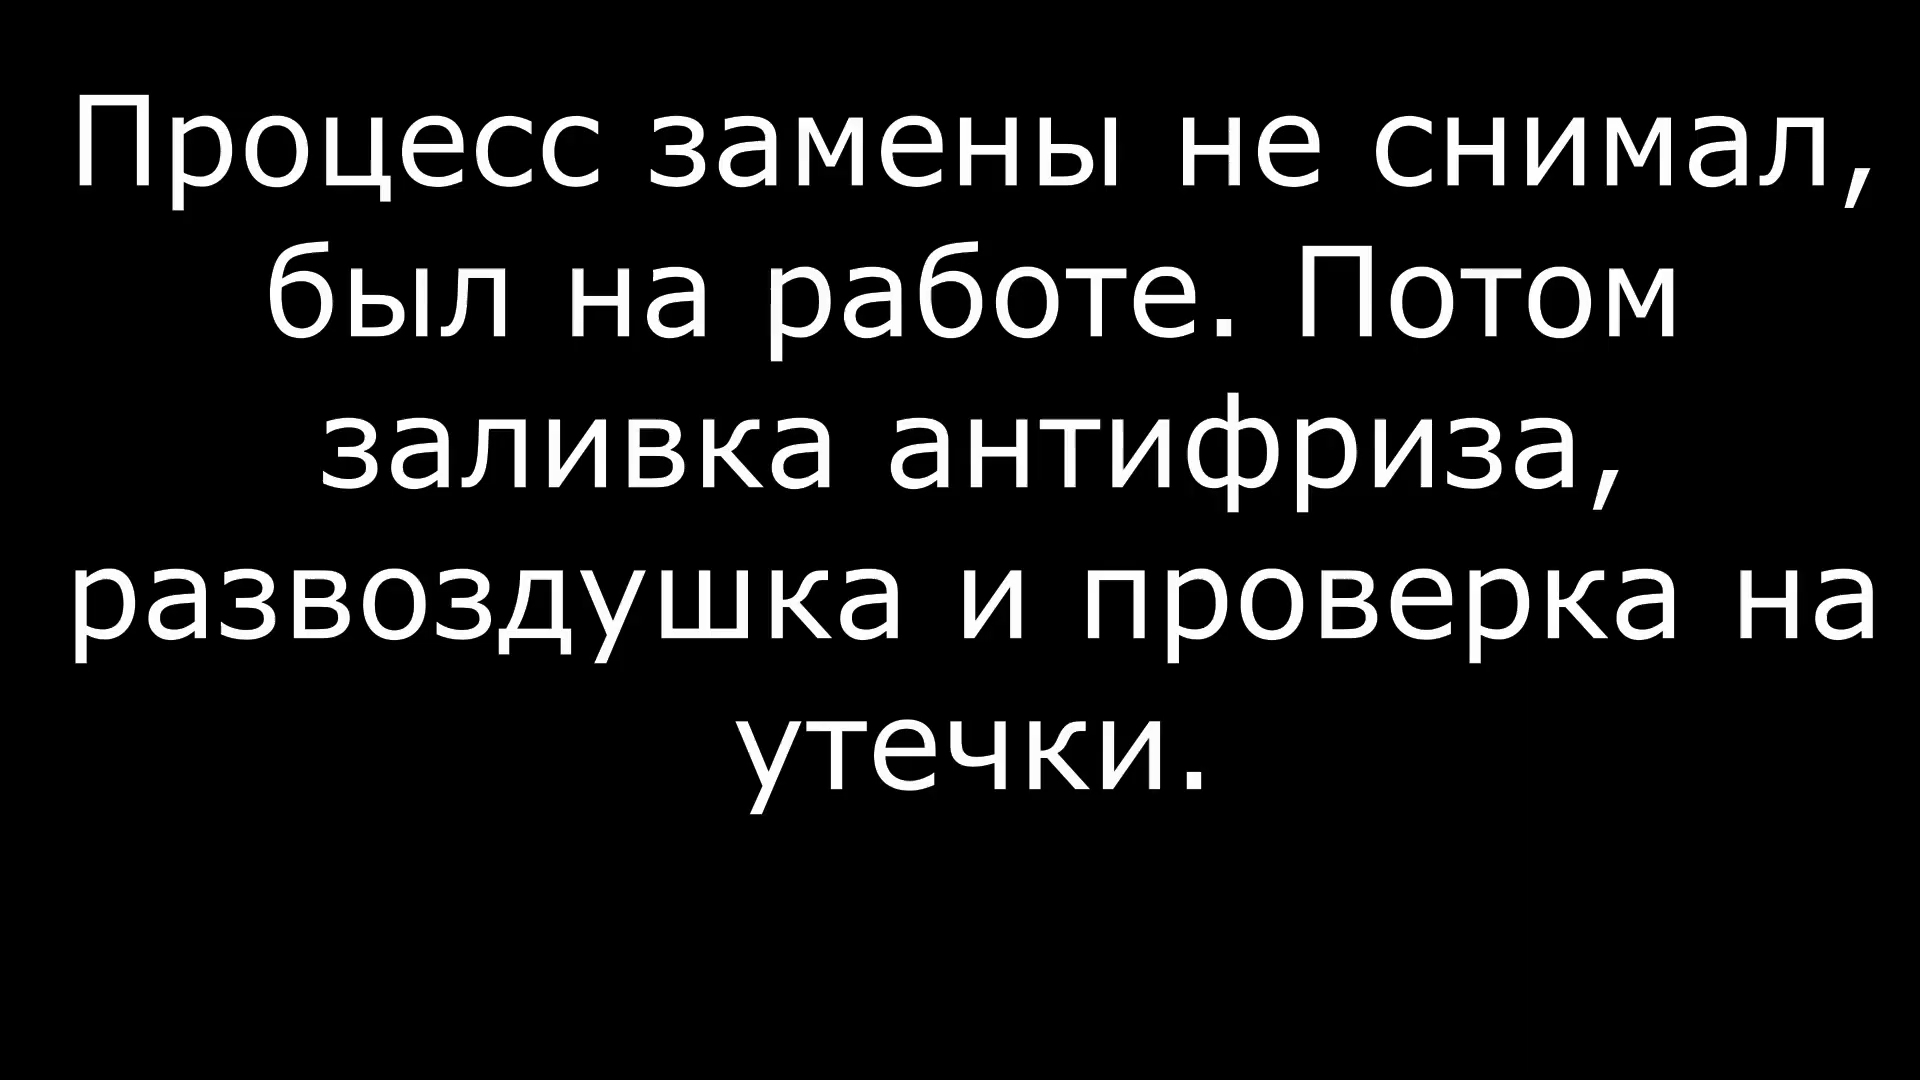 Процесс замены не снимал,
был на работе. Потом
заливка антифриза,
развоздушка и проверка на
утечки.